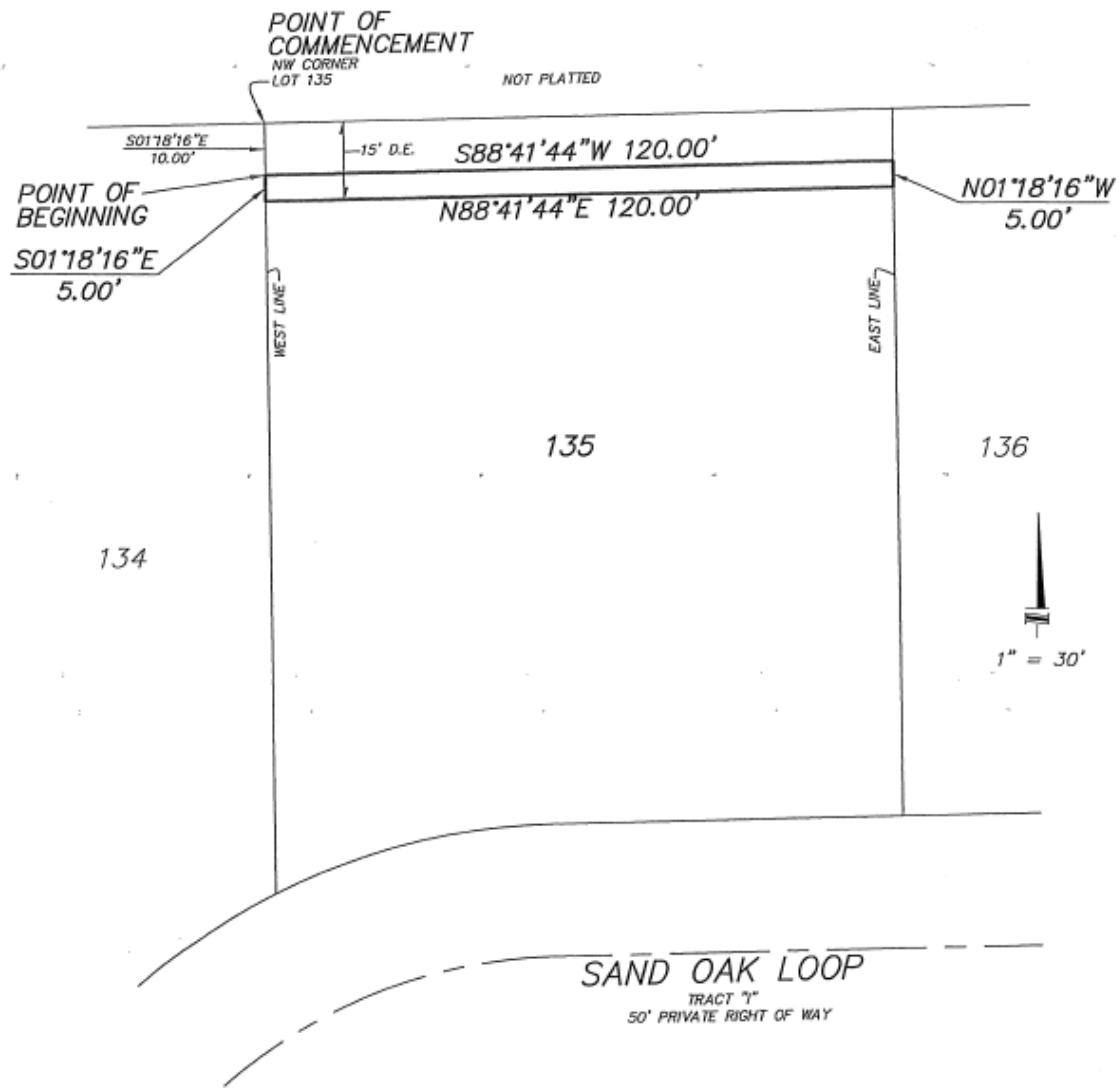 POINT OF
COMMENCEMENT
NW CORNER
LOT 135
NOT PLATTED
S01°18'16"E
10.00'
15' D.E.
S88°41'44"W 120.00'
POINT OF
BEGINNING
N88°41'44"E 120.00'
N01°18'16"W
5.00'
S01°18'16"E
5.00'
WEST LINE
EAST LINE
135
136
134
N
1" = 30'
SAND OAK LOOP
TRACT "I"
50' PRIVATE RIGHT OF WAY